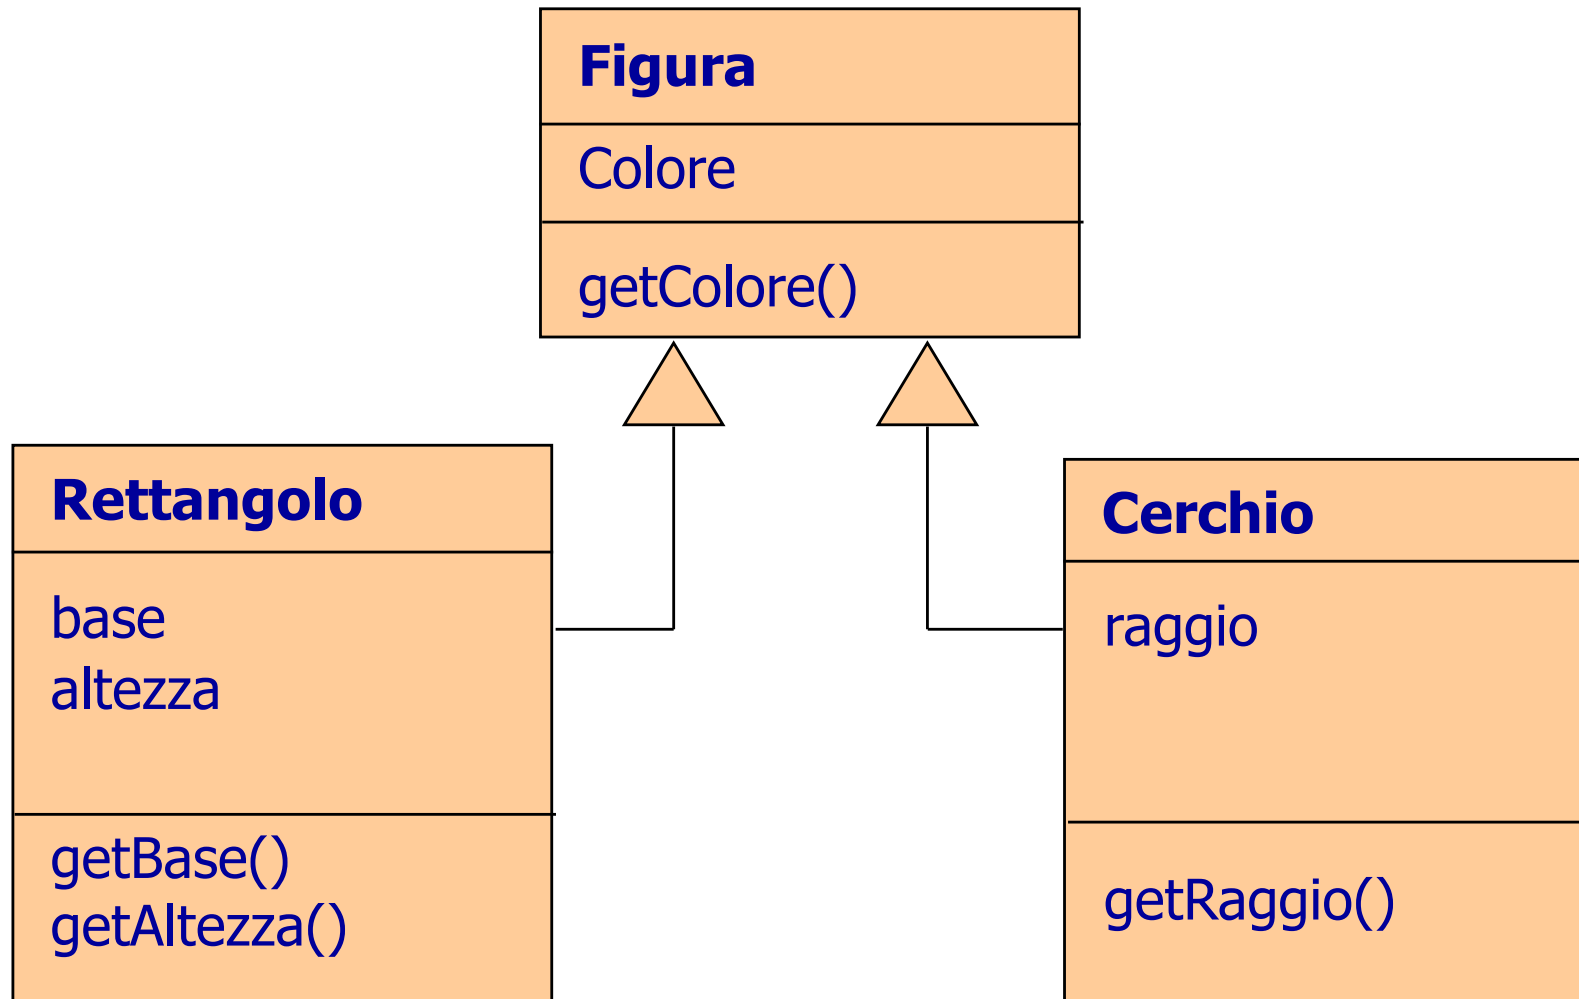 Figura
Colore
getColore()
Rettangolo
base
altezza
getBase()
getAltezza()
Cerchio
raggio
getRaggio()